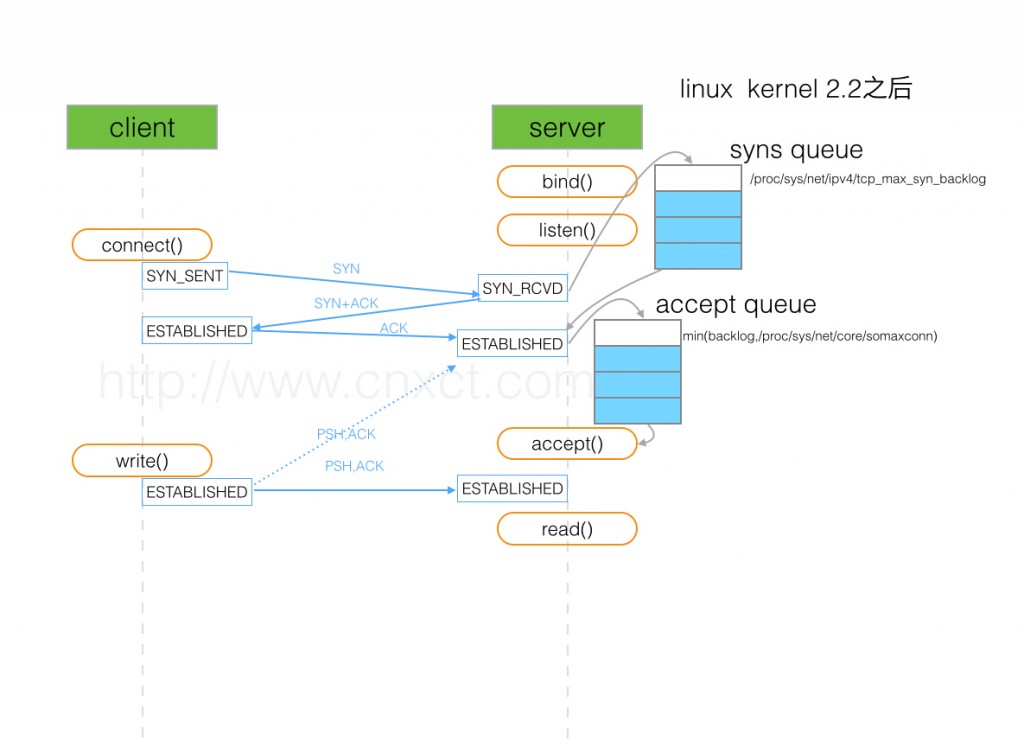 linux kernel 2.2之后
client
server
syns queue
/proc/sys/net/ipv4/tcp_max_syn_backlog
bind()
listen()
connect()
SYN_SENT
SYN
SYN_RCVD
SYN+ACK
accept queue
ESTABLISHED
ACK
ESTABLISHED
min(backlog,/proc/sys/net/core/somaxconn)
http://www.cnxct.com
PSH,ACK
accept()
write()
PSH,ACK
ESTABLISHED
ESTABLISHED
read()